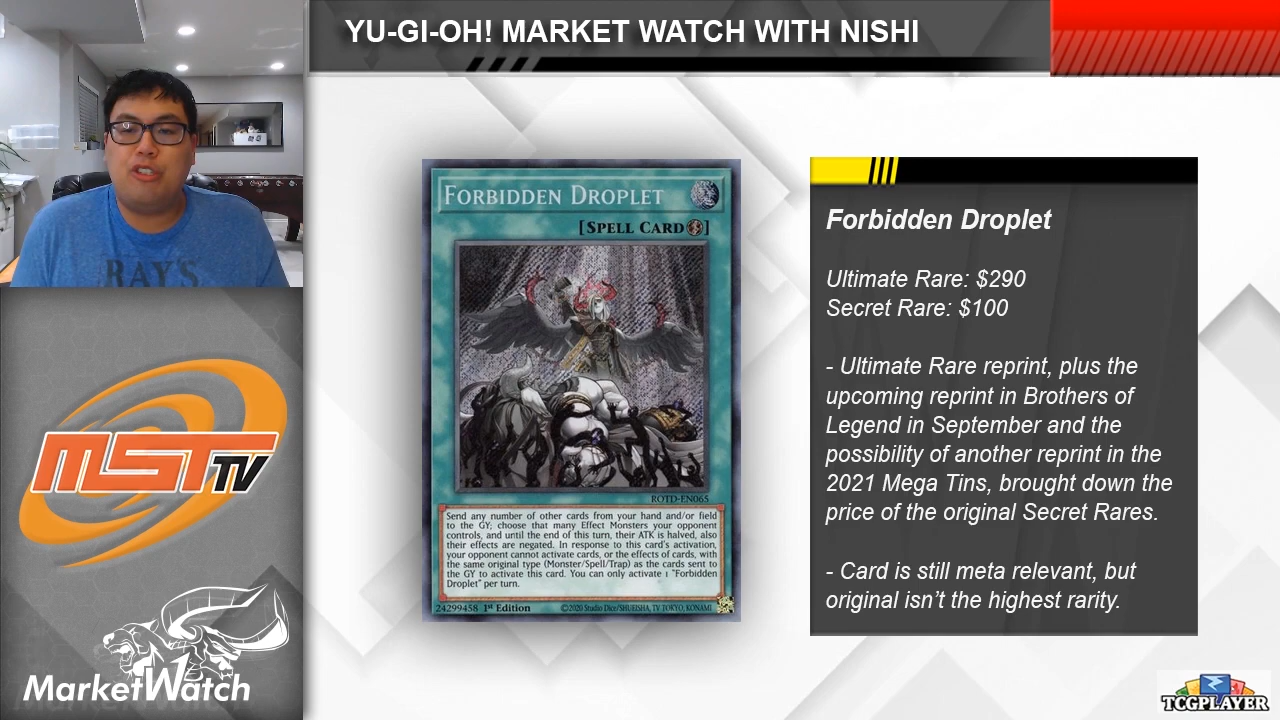 YU-GI-OH! MARKET WATCH WITH NISHI
RAY'S
MST TV
MarketWatch
FORBIDDEN DROPLET
[SPELL CARD]
ROTD-EN065
Send any number of other cards from your hand and/or field
to the GY; choose that many Effect Monsters your opponent
controls, and until the end of this turn, their ATK is halved, also
their effects are negated. In response to this card's activation,
your opponent cannot activate cards, or the effects of cards, with
the same original type (Monster/Spell/Trap) as the cards sent to
the GY to activate this card. You can only activate 1 "Forbidden
Droplet" per turn.
24299458 1st Edition ©2020 Studio Dice/SHUEISHA, TV TOKYO, KONAMI
Forbidden Droplet
Ultimate Rare: $290
Secret Rare: $100
- Ultimate Rare reprint, plus the
upcoming reprint in Brothers of
Legend in September and the
possibility of another reprint in the
2021 Mega Tins, brought down the
price of the original Secret Rares.
- Card is still meta relevant, but
original isn't the highest rarity.
TCGPLAYER